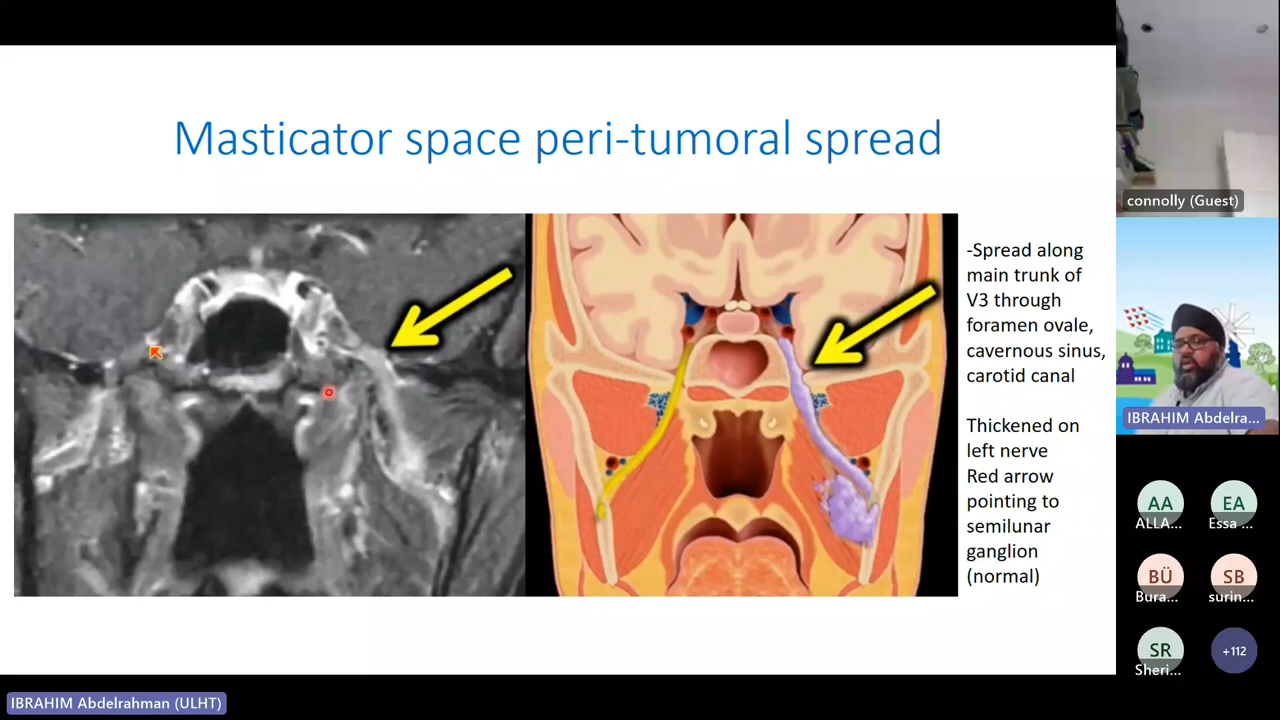 Masticator space peri-tumoral spread
-Spread along
main trunk of
V3 through
foramen ovale,
cavernous sinus,
carotid canal
Thickened on
left nerve
Red arrow
pointing to
semilunar
ganglion
(normal)
connolly (Guest)
IBRAHIM Abdelra...
AA
ALLA...
EA
Essa ...
BÜ
Bura...
SB
surin...
SR
Sheri...
+112
IBRAHIM Abdelrahman (ULHT)